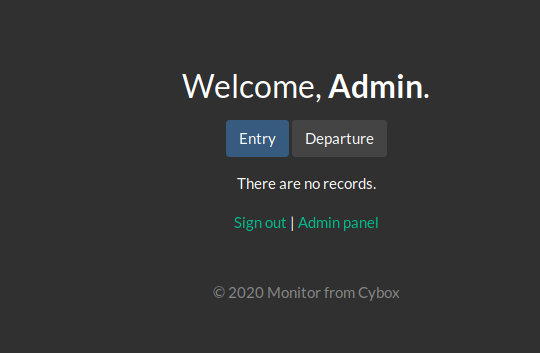 Welcome, Admin.
Entry Departure
There are no records.
Sign out | Admin panel
© 2020 Monitor from Cybox